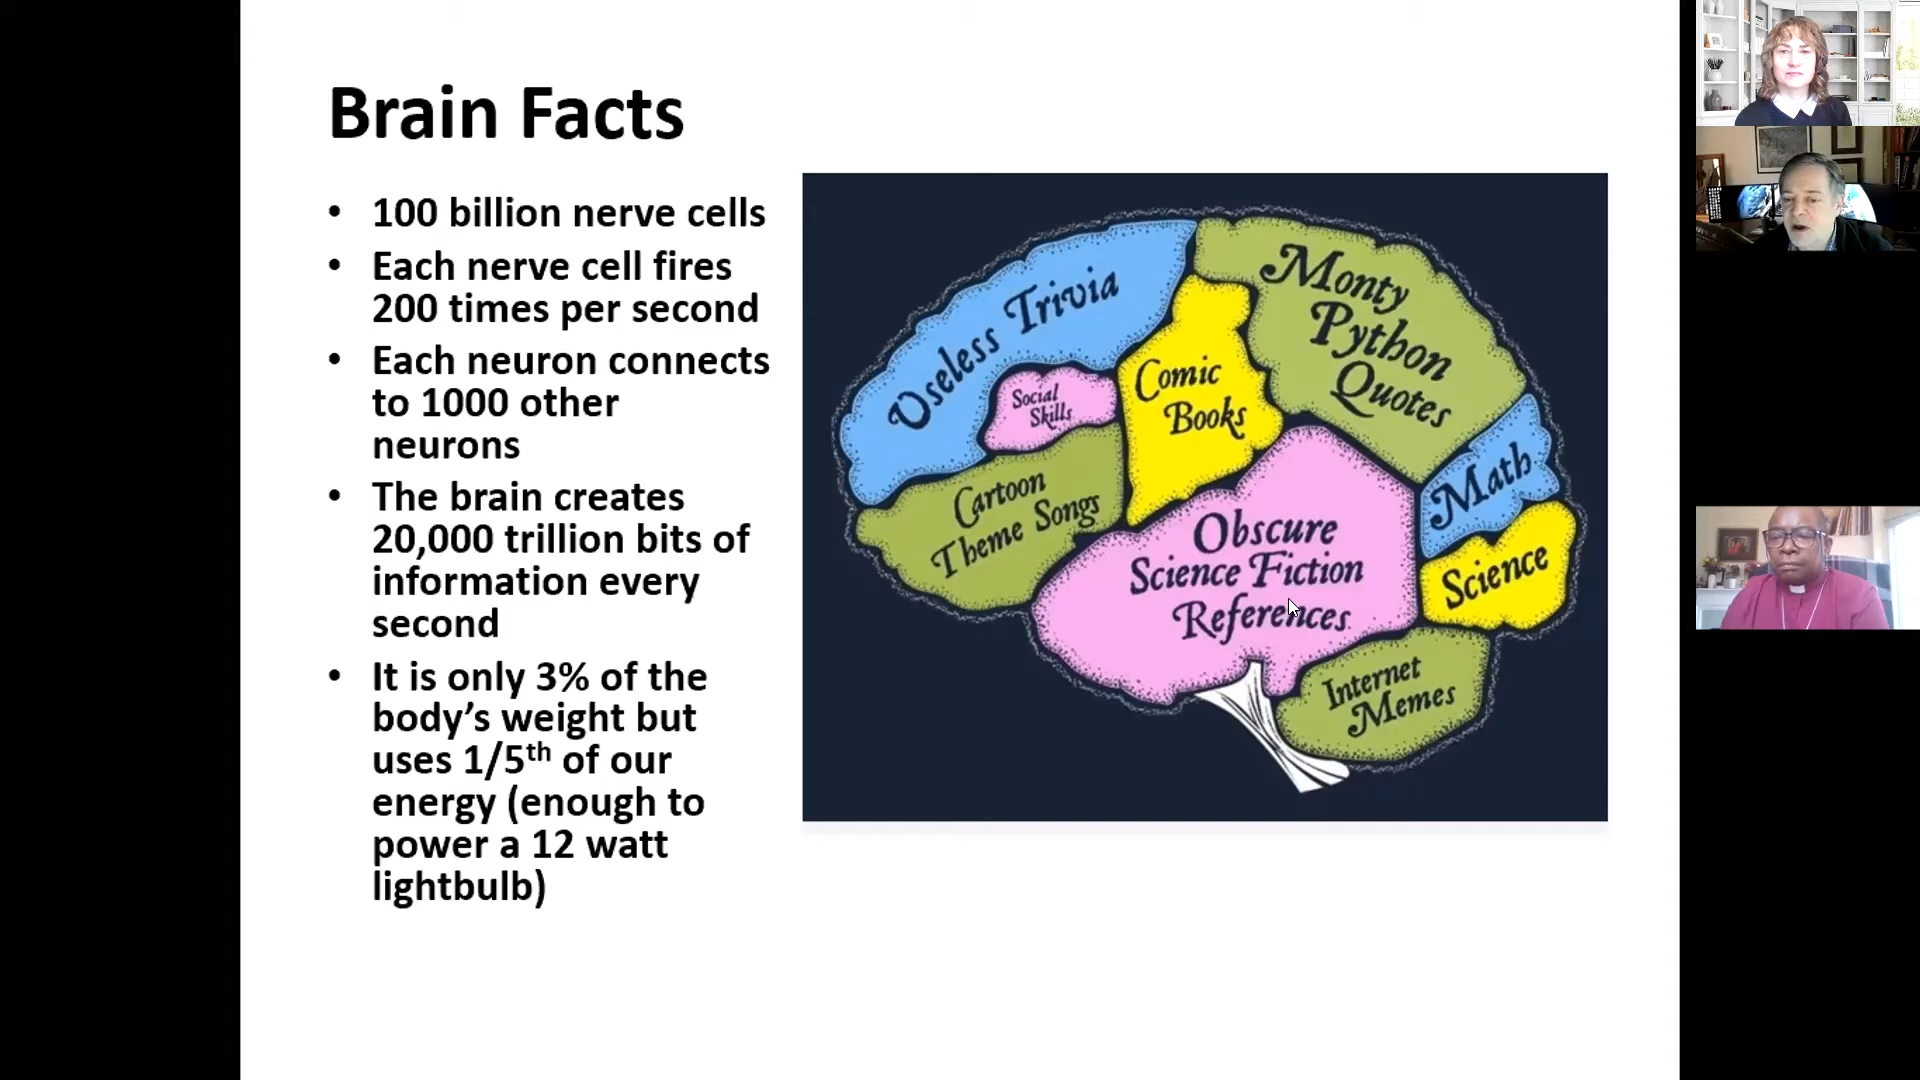 Brain Facts
• 100 billion nerve cells
• Each nerve cell fires
200 times per second
• Each neuron connects
to 1000 other
neurons
• The brain creates
20,000 trillion bits of
information every
second
• It is only 3% of the
body’s weight but
uses 1/5th of our
energy (enough to
power a 12 watt
lightbulb)
Useless Trivia
Monty
Python
Quotes
Social
Skills
Comic
Books
Cartoon
Theme Songs
Obscure
Science Fiction
References
Math
Science
Internet
Memes